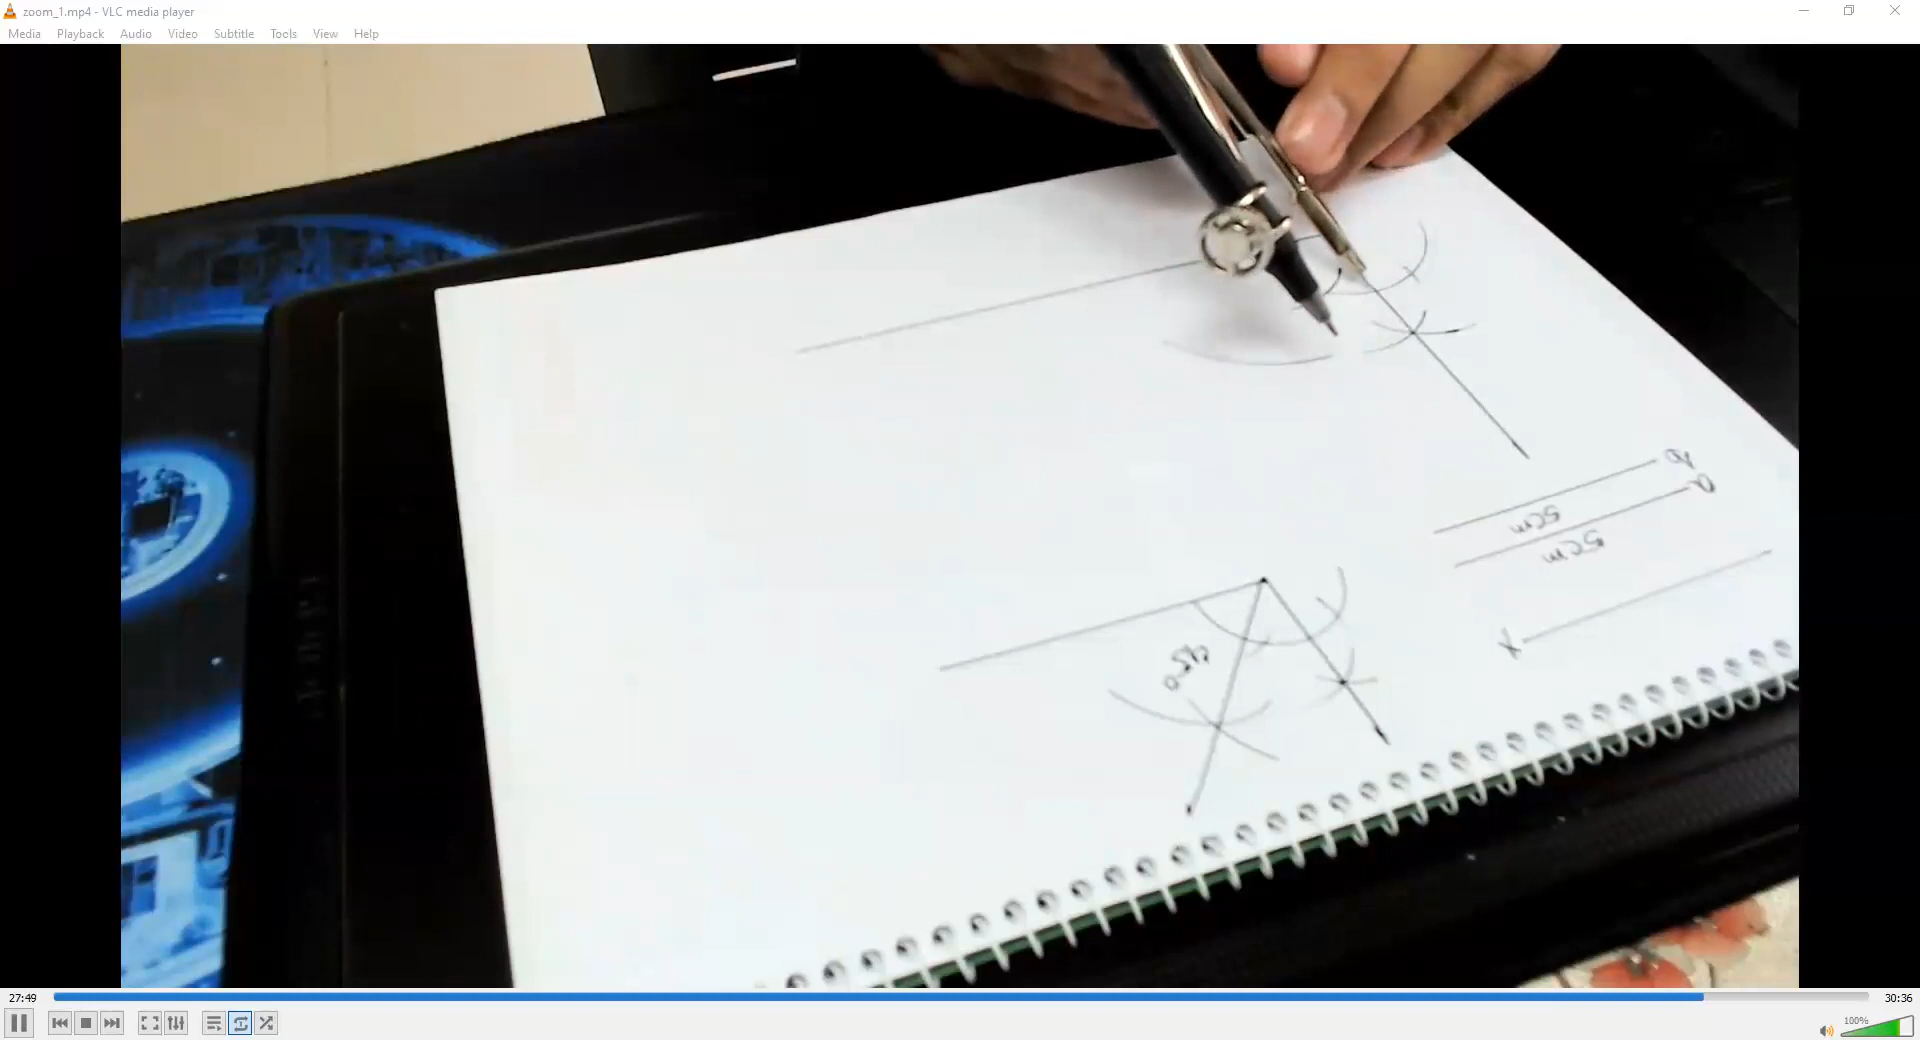 zoom_1.mp4 - VLC media player
Media Playback Audio Video Subtitle Tools View Help
5cm
5cm
X
45°
27:49
30:36
100%